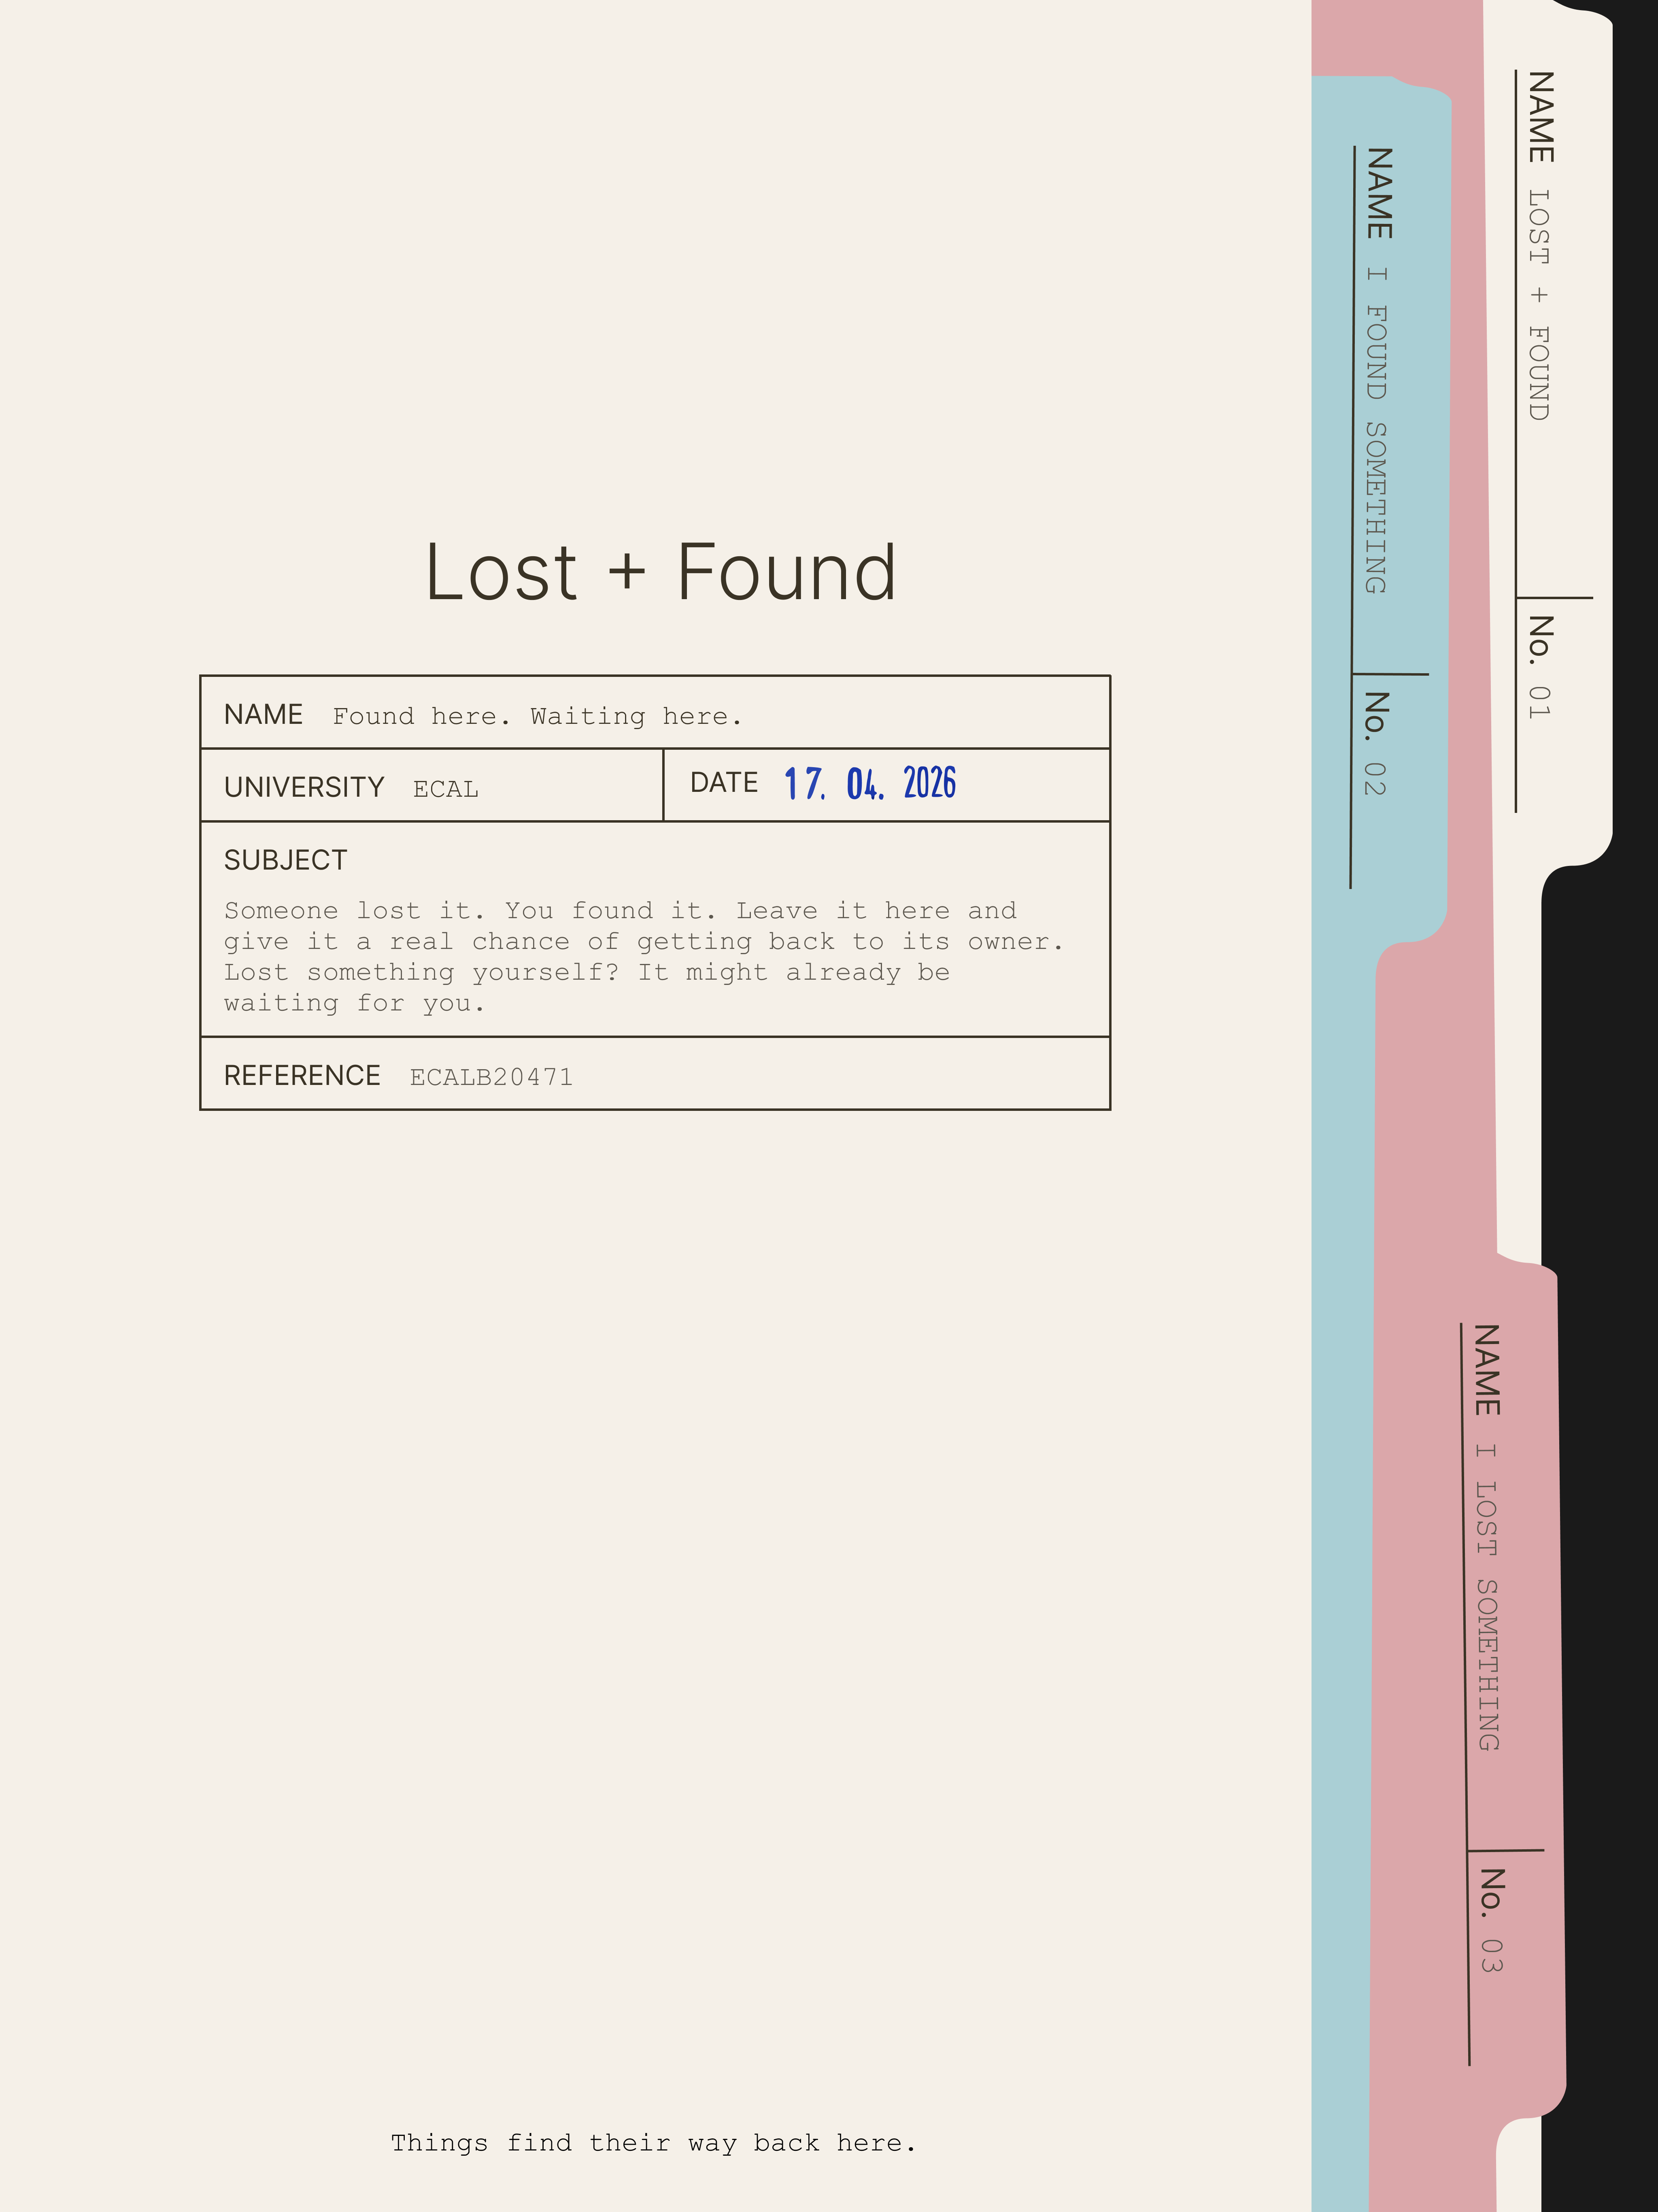 Lost + Found
NAME Found here. Waiting here.
UNIVERSITY ECAL
DATE 17. 04. 2026
SUBJECT
Someone lost it. You found it. Leave it here and
give it a real chance of getting back to its owner.
Lost something yourself? It might already be
waiting for you.
REFERENCE ECALB20471
Things find their way back here.
NAME I FOUND SOMETHING No. 02
NAME LOST + FOUND No. 01
NAME I LOST SOMETHING No. 03